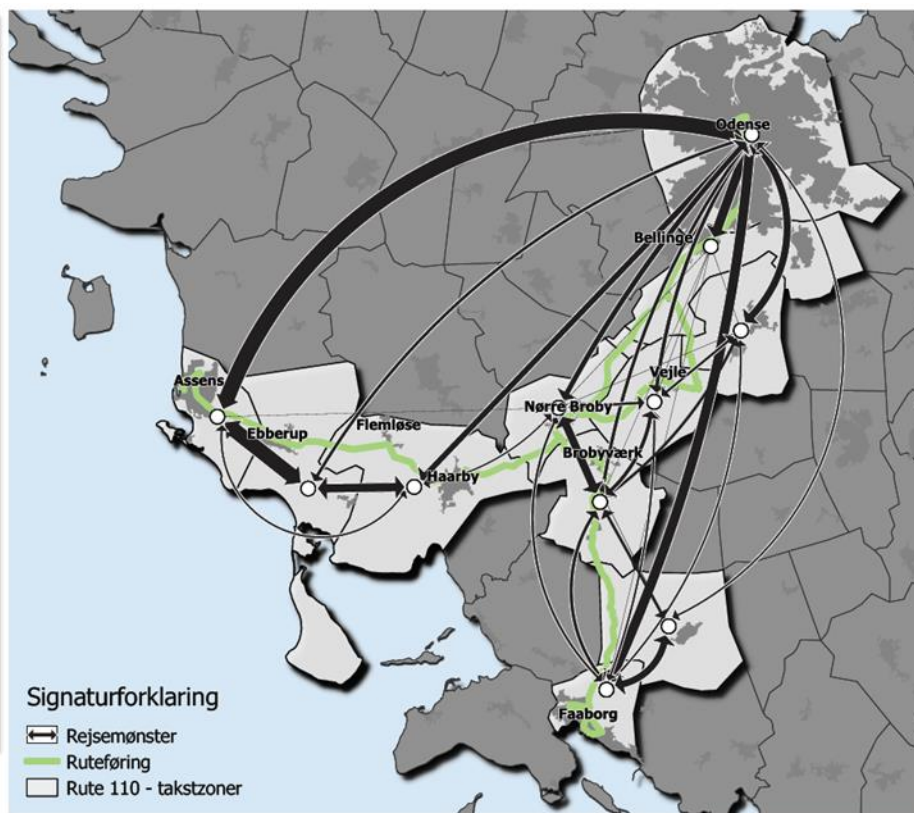 Odense
Bellinge
Vejle
Assens
Nørre Broby
Flemløse
Ebberup
Brobyværk
Haarby
Faaborg
Signaturforklaring
Rejsemønster
Ruteføring
Rute 110 - takstzoner